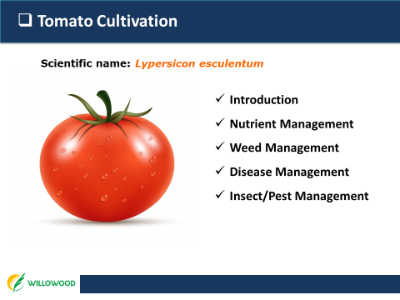 ❑ Tomato Cultivation
Scientific name: Lypersicon esculentum
✓ Introduction
✓ Nutrient Management
✓ Weed Management
✓ Disease Management
✓ Insect/Pest Management
WILLOWOOD